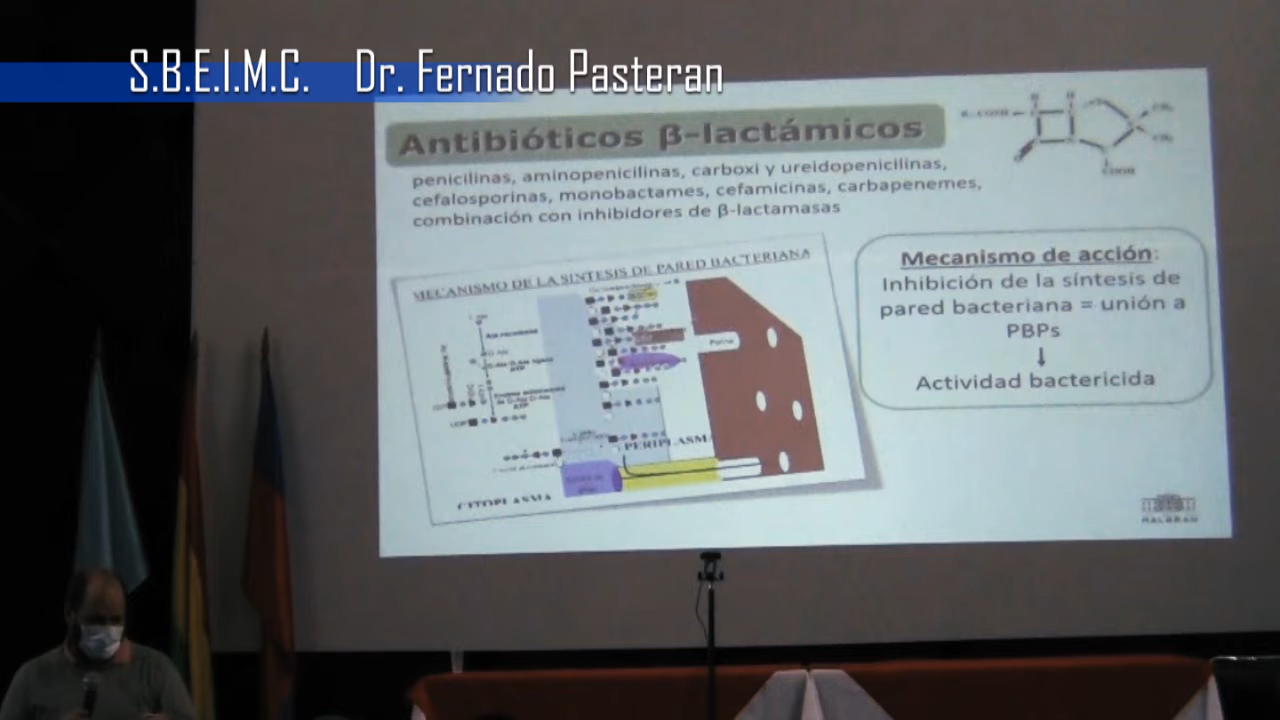 S.B.E.I.M.C. Dr. Fernado Pasteran
Antibióticos β-lactámicos
penicilinas, aminopenicilinas, carboxi y ureidopenicilinas,
cefalosporinas, monobactames, cefamicinas, carbapenemes,
combinación con inhibidores de β-lactamasas
COOH
MECANISMO DE LA SINTESIS DE PARED BACTERIANA
Porina
PERIPLASMA
CITOPLASMA
Mecanismo de acción:
Inhibición de la síntesis de
pared bacteriana = unión a
PBPs
↓
Actividad bactericida
MALBRAN